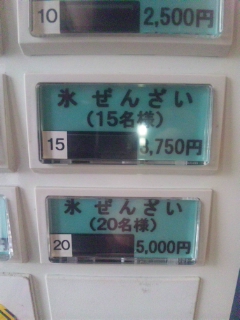 10
2,500円
氷 ぜんざい
(15名様)
15
3,750円
氷 ぜんざい
(20名様)
20
5,000円